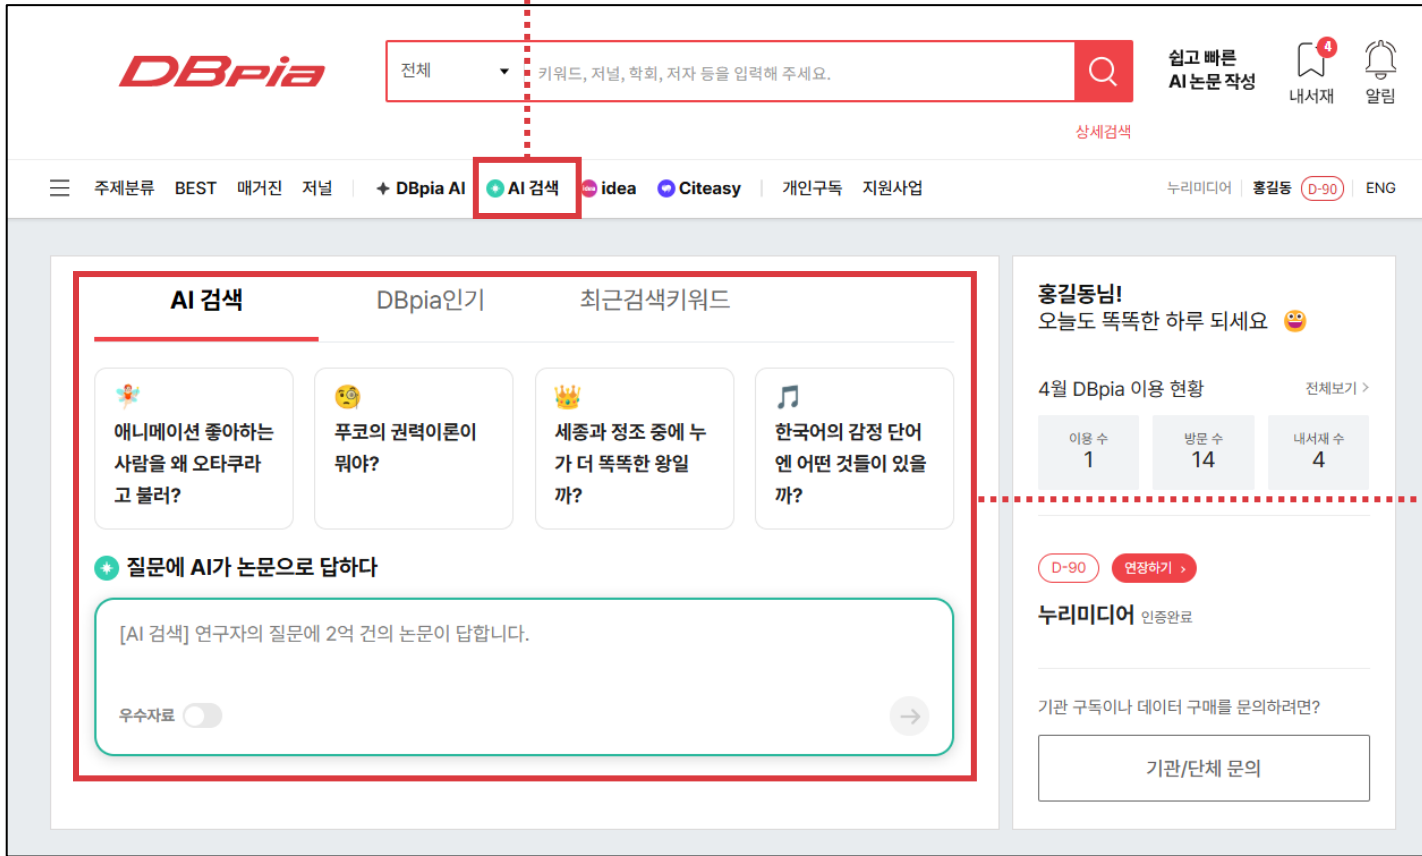 DBpia
전체
키워드, 저널, 학회, 저자 등을 입력해 주세요.
상세검색
쉽고 빠른
AI 논문 작성
4
내서재
알림
주제분류 BEST 매거진 저널 DBpia AI AI 검색 idea idea Citeasy 개인구독 지원사업 누리미디어 홍길동 D-90 ENG
AI 검색 DBpia인기 최근검색키워드
애니메이션 좋아하는
사람을 왜 오타쿠라
고 불러?
푸코의 권력이론이
뭐야?
세종과 정조 중에 누
가 더 똑똑한 왕일
까?
한국어의 감정 단어
엔 어떤 것들이 있을
까?
질문에 AI가 논문으로 답하다
[AI 검색] 연구자의 질문에 2억 건의 논문이 답합니다.
우수자료
홍길동님!
오늘도 똑똑한 하루 되세요
4월 DBpia 이용 현황 전체보기 >
이용 수
1
방문 수
14
내서재 수
4
D-90 연장하기 >
누리미디어 인증완료
기관 구독이나 데이터 구매를 문의하려면?
기관/단체 문의